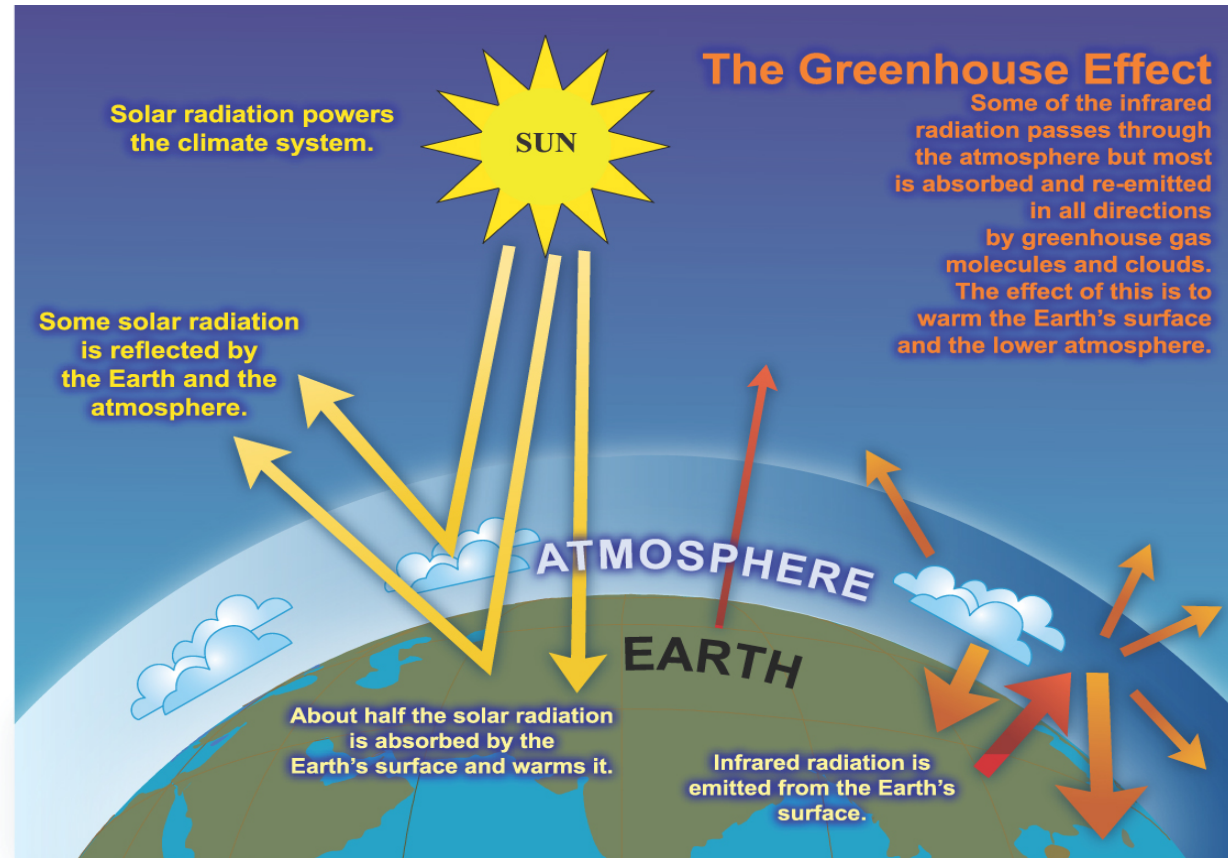 The Greenhouse Effect
Some of the infrared
radiation passes through
the atmosphere but most
is absorbed and re-emitted
in all directions
by greenhouse gas
molecules and clouds.
The effect of this is to
warm the Earth's surface
and the lower atmosphere.
Solar radiation powers
the climate system.
SUN
Some solar radiation
is reflected by
the Earth and the
atmosphere.
ATMOSPHERE
EARTH
About half the solar radiation
is absorbed by the
Earth's surface and warms it.
Infrared radiation is
emitted from the Earth's
surface.